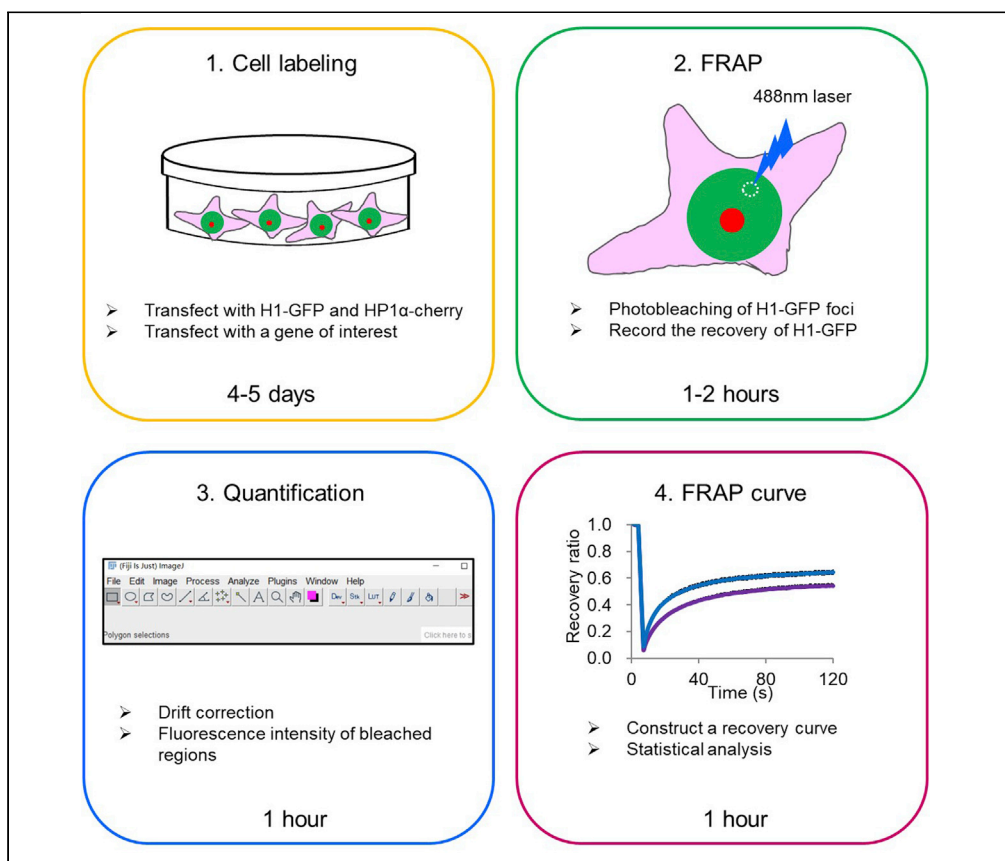 1. Cell labeling
➢ Transfect with H1-GFP and HP1α-cherry
➢ Transfect with a gene of interest
4-5 days
2. FRAP
488nm laser
➢ Photobleaching of H1-GFP foci
➢ Record the recovery of H1-GFP
1-2 hours
3. Quantification
(Fiji Is Just) ImageJ
File Edit Image Process Analyze Plugins Window Help
Dev Stk LUT
Polygon selections
Click here to s
➢ Drift correction
➢ Fluorescence intensity of bleached
regions
1 hour
4. FRAP curve
Recovery ratio
1.0
0.8
0.6
0.4
0.2
0.0
0 40 80 120
Time (s)
➢ Construct a recovery curve
➢ Statistical analysis
1 hour